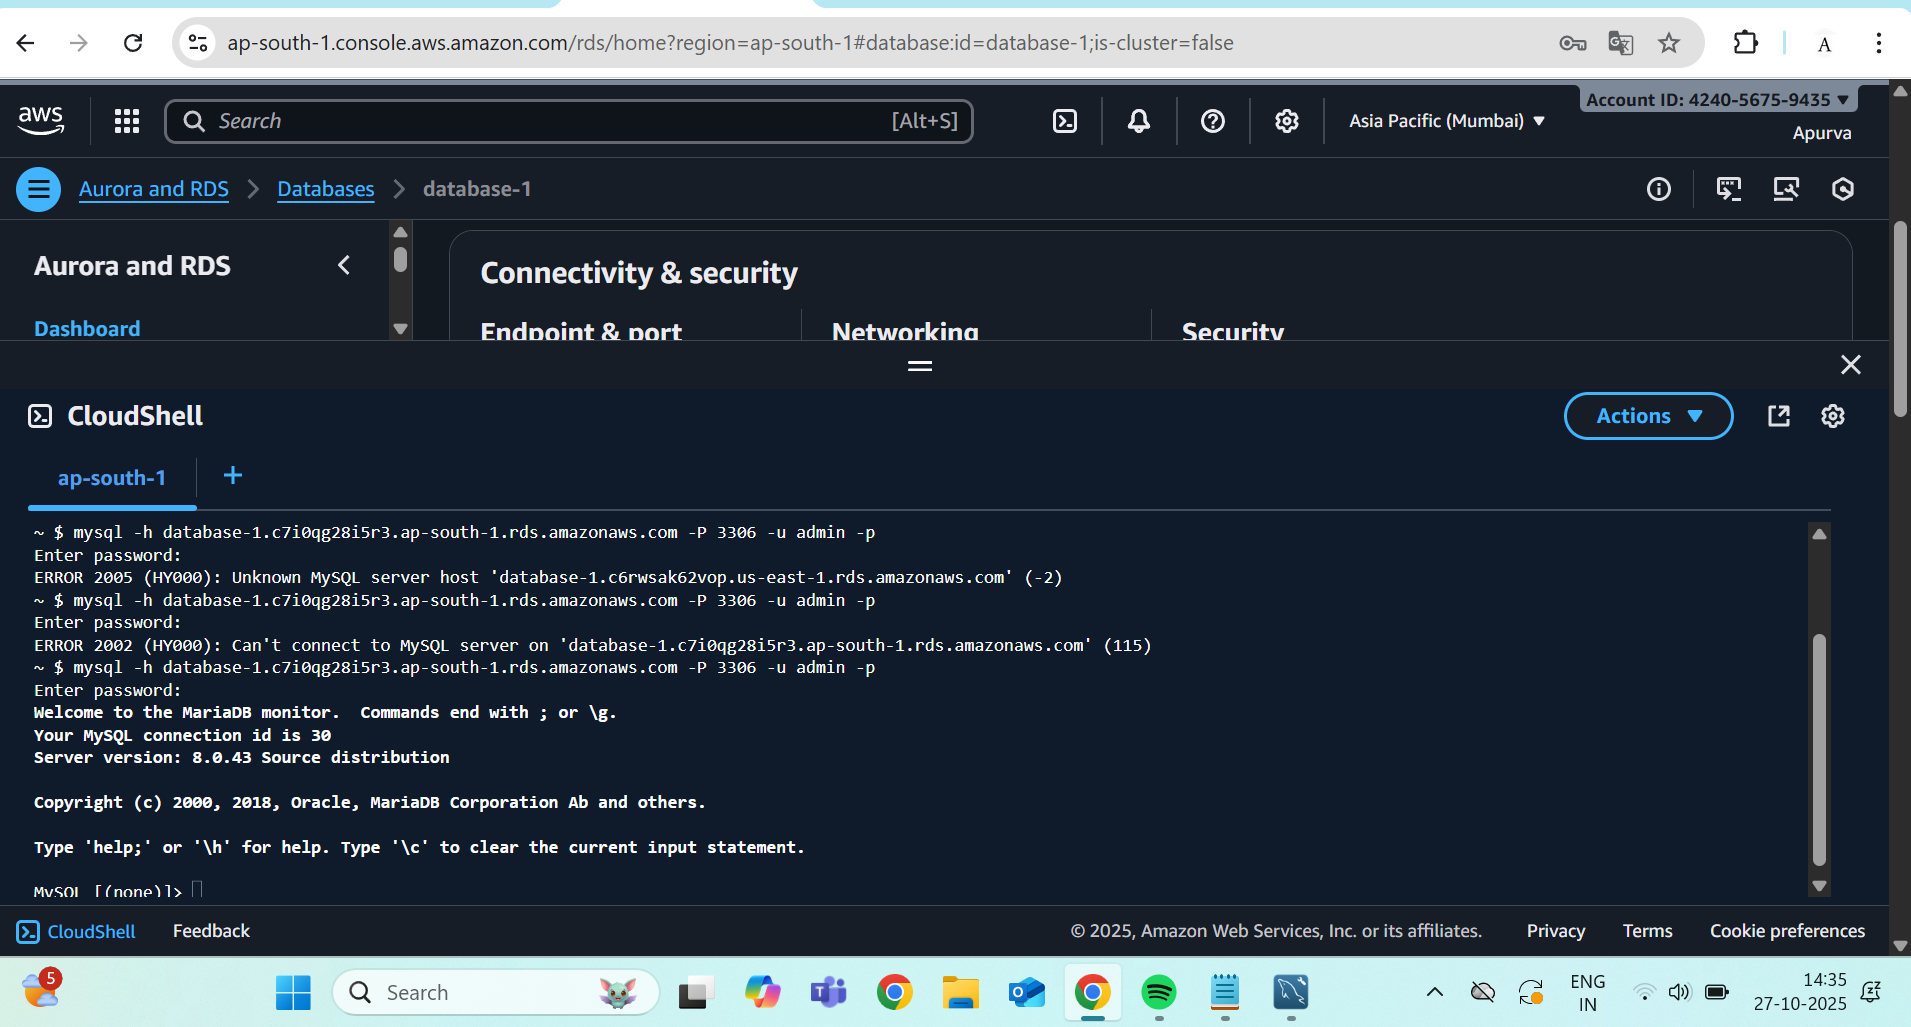 ap-south-1.console.aws.amazon.com/rds/home?region=ap-south-1#database:id=database-1;is-cluster=false
A
aws
Search
[Alt+S]
Asia Pacific (Mumbai) ▼
Account ID: 4240-5675-9435 ▼
Apurva
Aurora and RDS > Databases > database-1
Aurora and RDS
Dashboard
Connectivity & security
Endpoint & port
Networking
Security
CloudShell
Actions ▼
ap-south-1
+
~ $ mysql -h database-1.c7i0qg28i5r3.ap-south-1.rds.amazonaws.com -P 3306 -u admin -p
Enter password:
ERROR 2005 (HY000): Unknown MySQL server host 'database-1.c6rwsak62vop.us-east-1.rds.amazonaws.com' (-2)
~ $ mysql -h database-1.c7i0qg28i5r3.ap-south-1.rds.amazonaws.com -P 3306 -u admin -p
Enter password:
ERROR 2002 (HY000): Can't connect to MySQL server on 'database-1.c7i0qg28i5r3.ap-south-1.rds.amazonaws.com' (115)
~ $ mysql -h database-1.c7i0qg28i5r3.ap-south-1.rds.amazonaws.com -P 3306 -u admin -p
Enter password:
Welcome to the MariaDB monitor.  Commands end with ; or \g.
Your MySQL connection id is 30
Server version: 8.0.43 Source distribution
Copyright (c) 2000, 2018, Oracle, MariaDB Corporation Ab and others.
Type 'help;' or '\h' for help. Type '\c' to clear the current input statement.
MySQL [(none)]>
CloudShell
Feedback
© 2025, Amazon Web Services, Inc. or its affiliates.
Privacy
Terms
Cookie preferences
5
Search
ENG
IN
14:35
27-10-2025